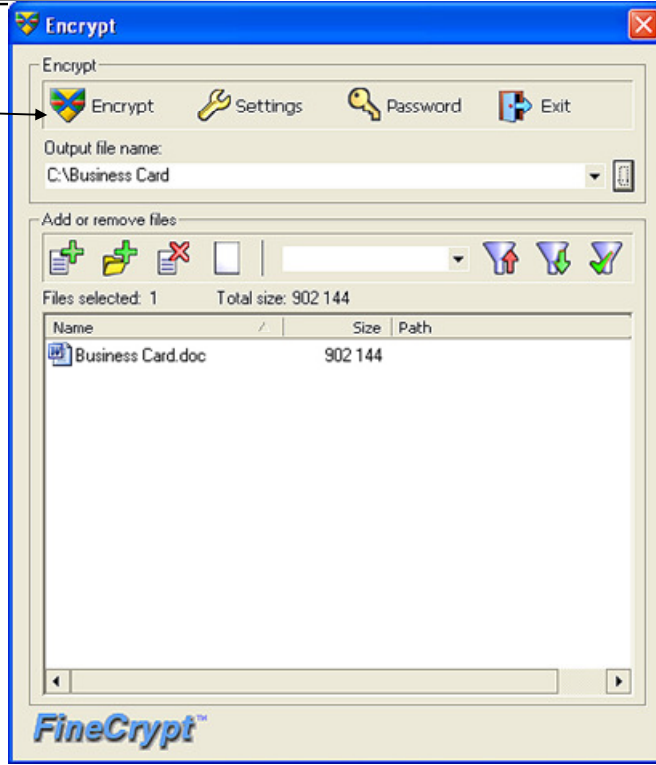 Encrypt
Encrypt
Encrypt Settings Password Exit
Output file name:
C:\Business Card
Add or remove files
Files selected: 1 Total size: 902 144
Name Size Path
Business Card.doc 902 144
FineCrypt™